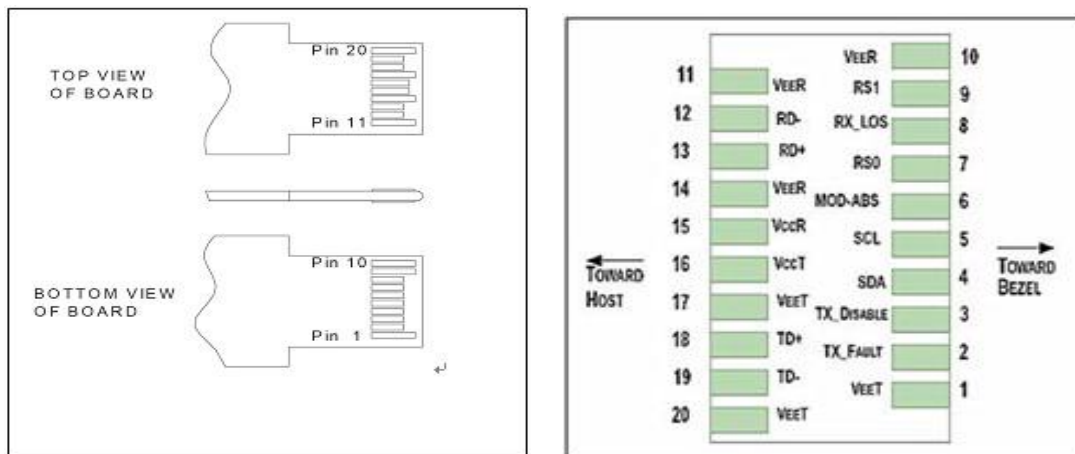 Pin 20
TOP VIEW
OF BOARD
Pin 11
Pin 10
BOTTOM VIEW
OF BOARD
Pin 1
11 VEER
12 RD-
13 RD+
14 VEER
15 VCCR
16 VCCT
17 VEET
18 TD+
19 TD-
20 VEET
VEER 10
RS1 9
RX_LOS 8
RS0 7
MOD-ABS 6
SCL 5
SDA 4
TX_DISABLE 3
TX_FAULT 2
VEET 1
TOWARD
HOST
TOWARD
BEZEL